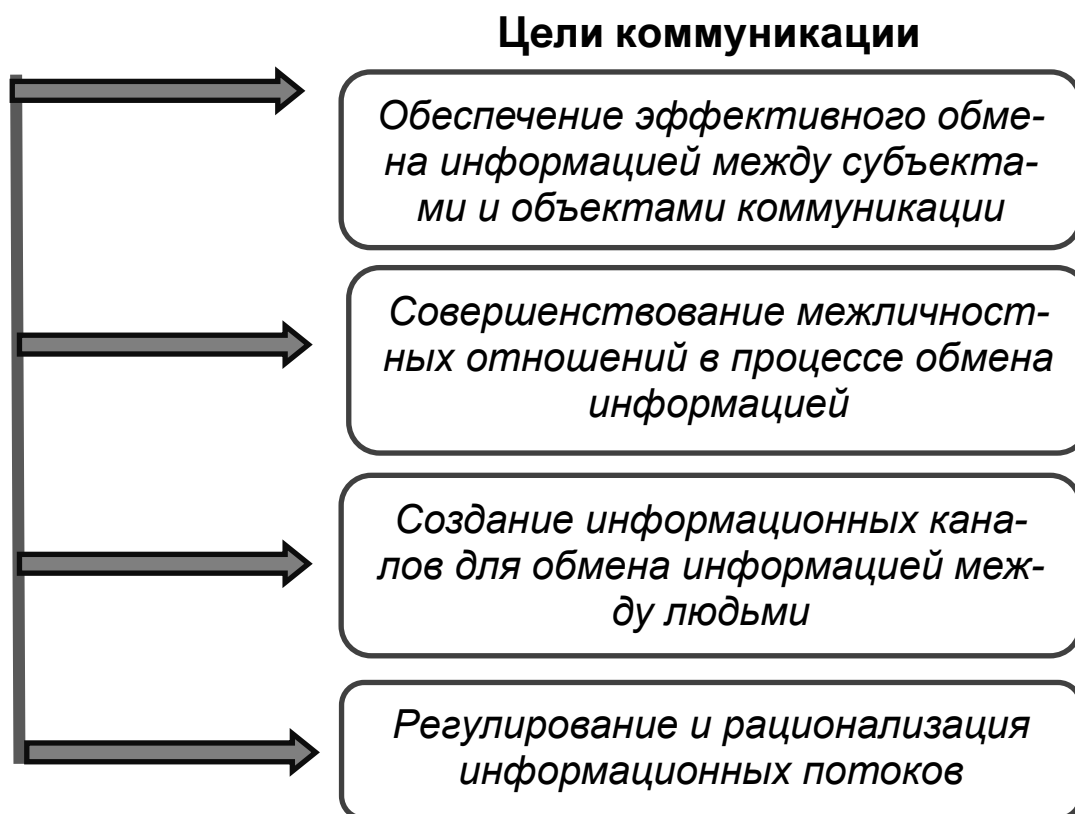 Цели коммуникации
Обеспечение эффективного обме-
на информацией между субъекта-
ми и объектами коммуникации
Совершенствование межличност-
ных отношений в процессе обмена
информацией
Создание информационных кана-
лов для обмена информацией меж-
ду людьми
Регулирование и рационализация
информационных потоков